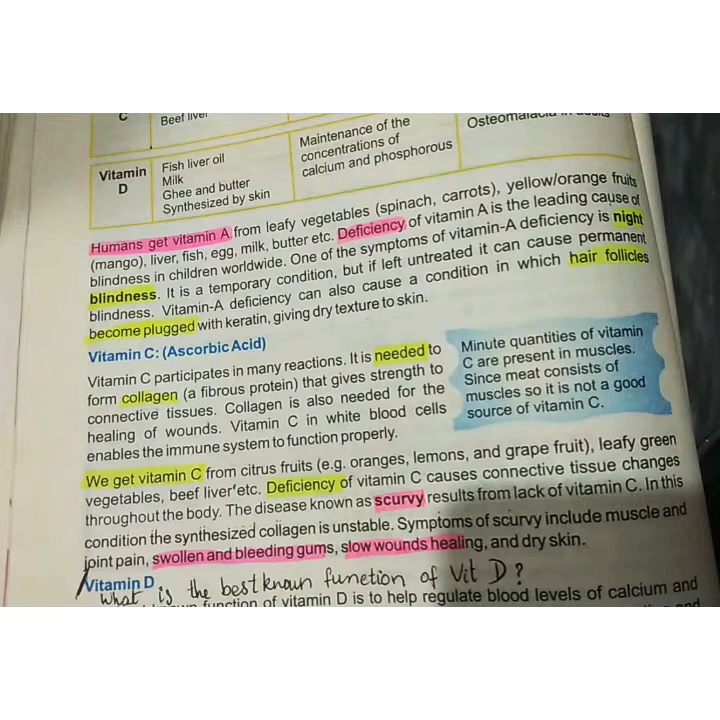 C
Beef liver
Osteomalacia in adults
Vitamin
D
Fish liver oil
Milk
Ghee and butter
Synthesized by skin
Maintenance of the
concentrations of
calcium and phosphorous
Humans get vitamin A from leafy vegetables (spinach, carrots), yellow/orange fruits
(mango), liver, fish, egg, milk, butter etc. Deficiency of vitamin A is the leading cause of
blindness in children worldwide. One of the symptoms of vitamin-A deficiency is night
blindness. It is a temporary condition, but if left untreated it can cause permanent
blindness. Vitamin-A deficiency can also cause a condition in which hair follicles
become plugged with keratin, giving dry texture to skin.
Vitamin C: (Ascorbic Acid)
Vitamin C participates in many reactions. It is needed to
form collagen (a fibrous protein) that gives strength to
connective tissues. Collagen is also needed for the
healing of wounds. Vitamin C in white blood cells
enables the immune system to function properly.
Minute quantities of vitamin
C are present in muscles.
Since meat consists of
muscles so it is not a good
source of vitamin C.
We get vitamin C from citrus fruits (e.g. oranges, lemons, and grape fruit), leafy green
vegetables, beef liver etc. Deficiency of vitamin C causes connective tissue changes
throughout the body. The disease known as scurvy results from lack of vitamin C. In this
condition the synthesized collagen is unstable. Symptoms of scurvy include muscle and
joint pain, swollen and bleeding gums, slow wounds healing, and dry skin.
Vitamin D
What is the best known function of Vit D?
function of vitamin D is to help regulate blood levels of calcium and
and